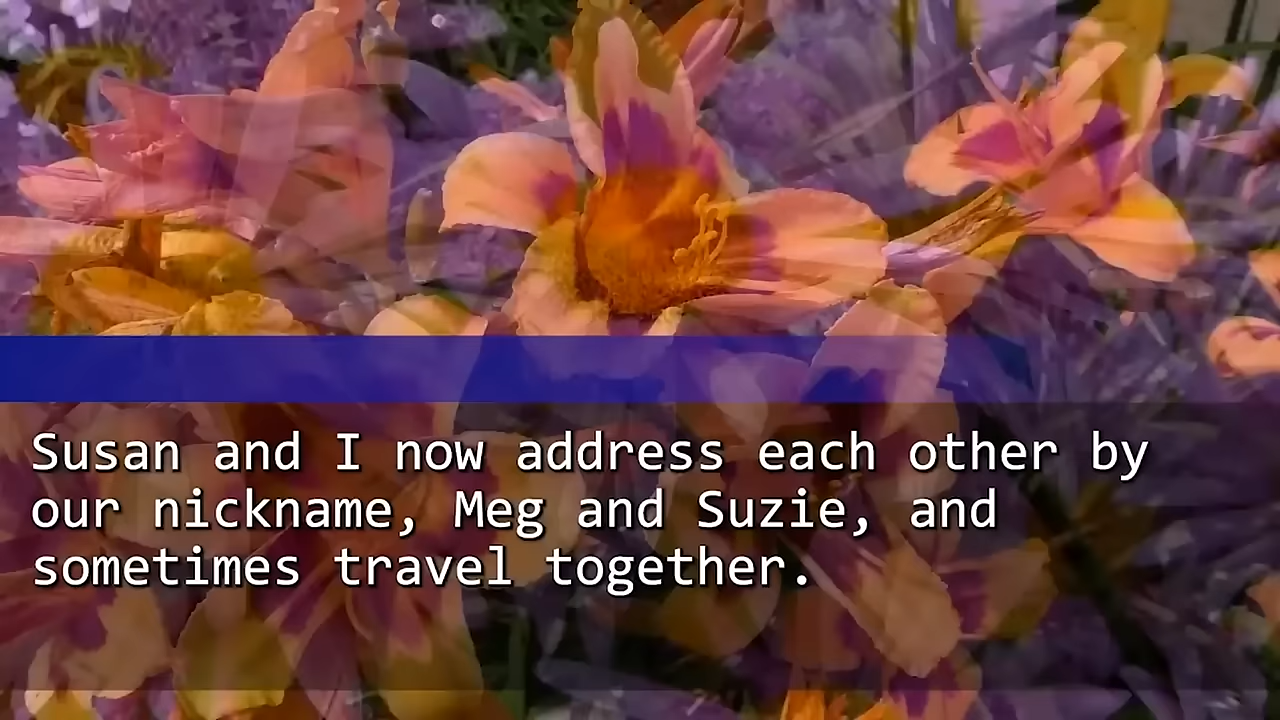 Susan and I now address each other by
our nickname, Meg and Suzie, and
sometimes travel together.